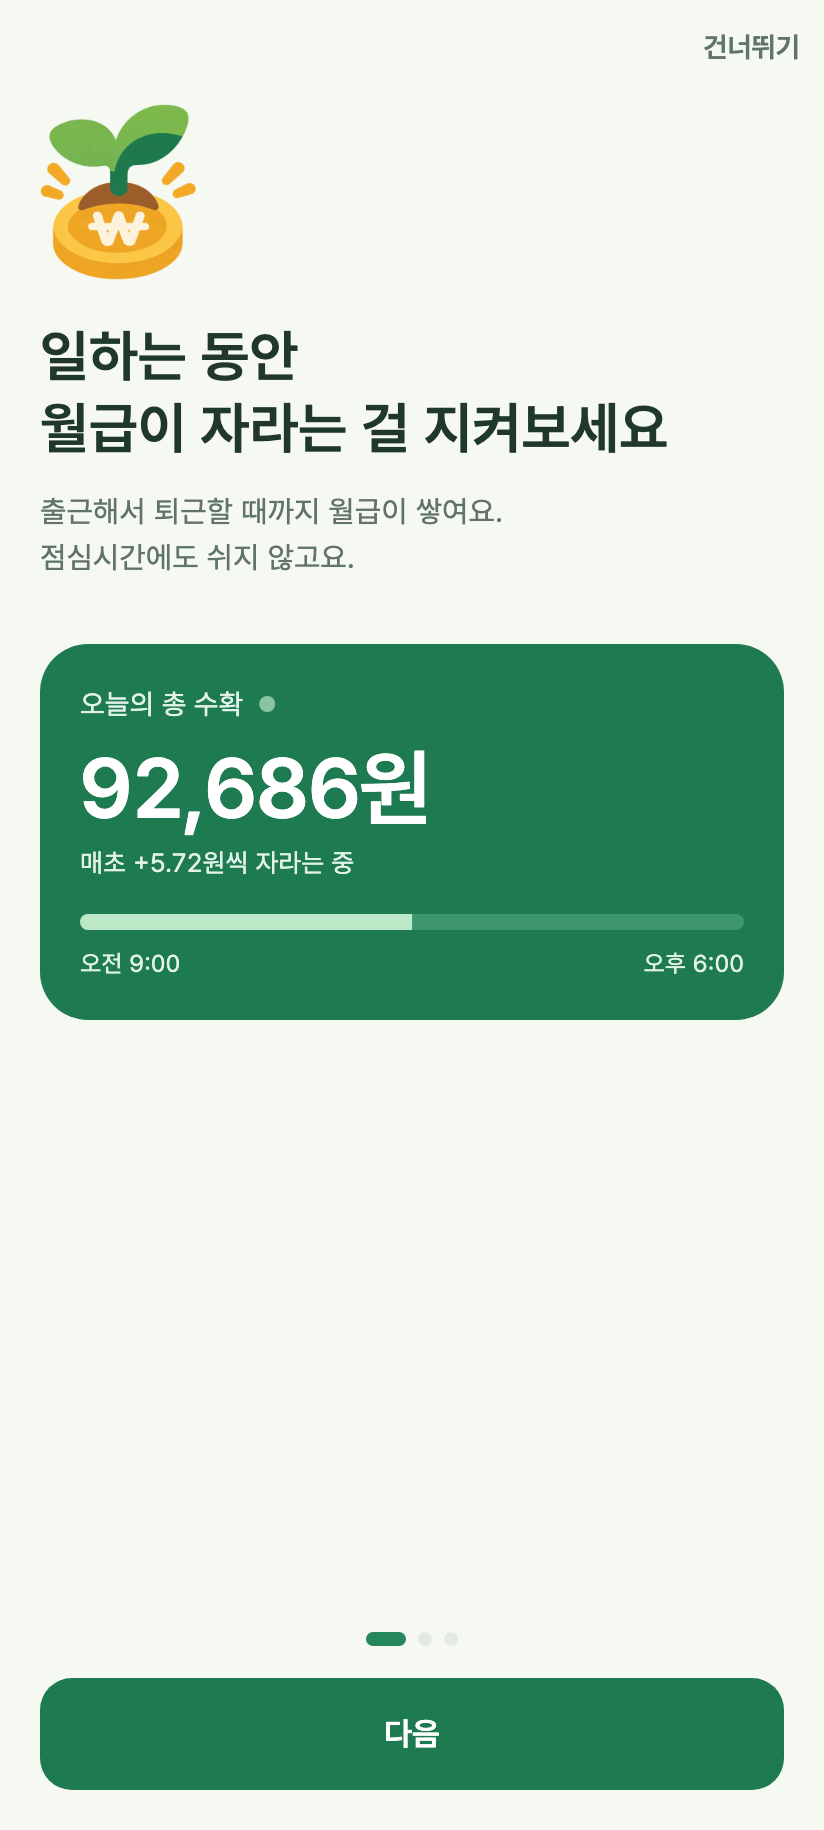 건너뛰기
₩
일하는 동안
월급이 자라는 걸 지켜보세요
출근해서 퇴근할 때까지 월급이 쌓여요.
점심시간에도 쉬지 않고요.
오늘의 총 수확
92,686원
매초 +5.72원씩 자라는 중
오전 9:00 오후 6:00
다음